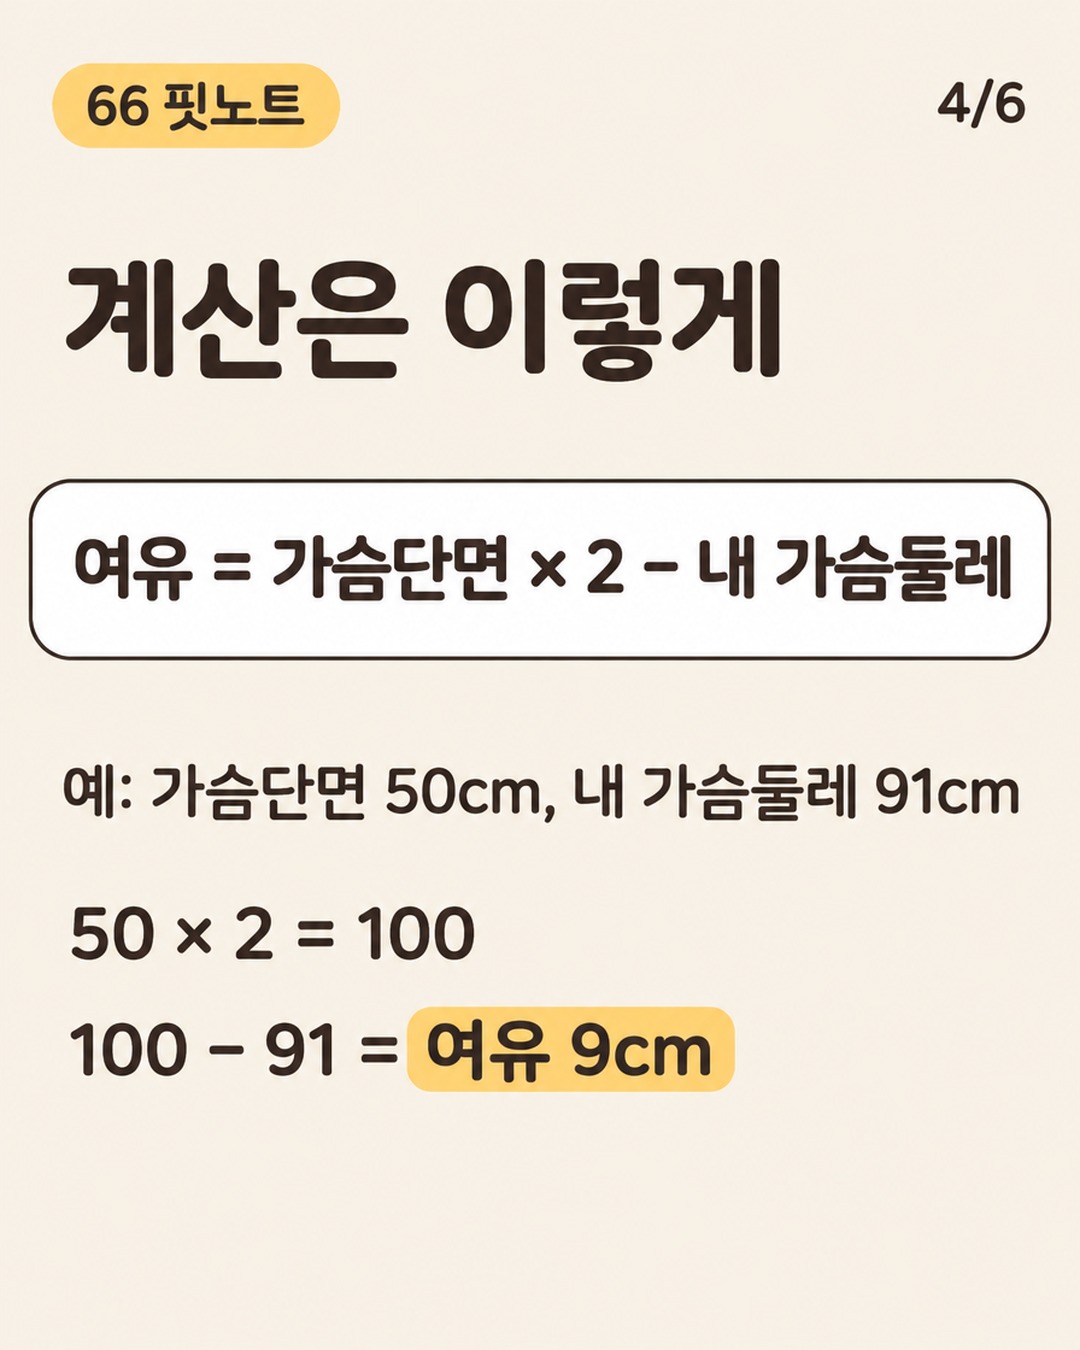 66 핏노트
4/6
계산은 이렇게
여유 = 가슴단면 × 2 – 내 가슴둘레
예: 가슴단면 50cm, 내 가슴둘레 91cm
50 × 2 = 100
100 – 91 = 여유 9cm